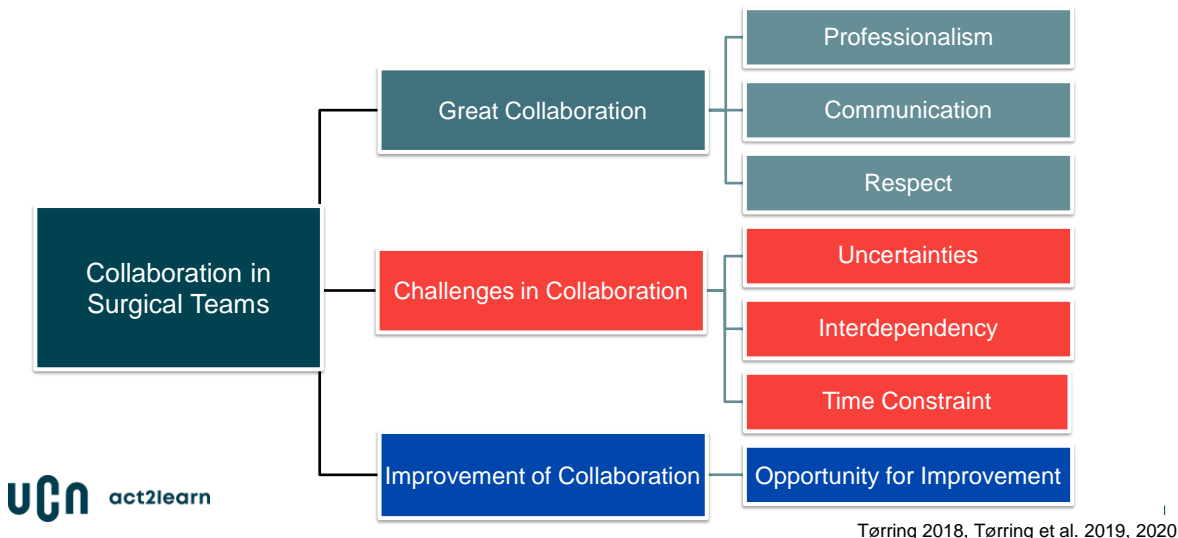 Professionalism
Great Collaboration
Communication
Respect
Collaboration in
Surgical Teams
Uncertainties
Challenges in Collaboration
Interdependency
Time Constraint
Improvement of Collaboration
Opportunity for Improvement
UCN act2learn
Tørring 2018, Tørring et al. 2019, 2020